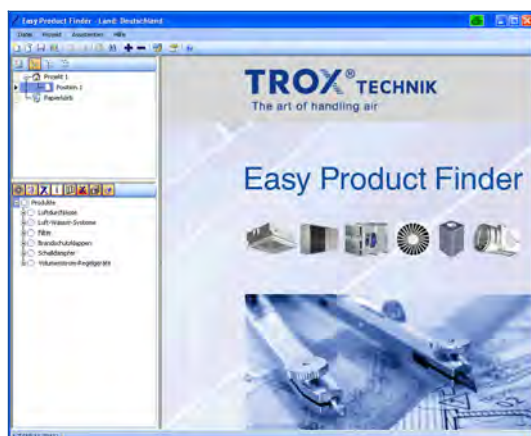 Easy Product Finder - Land: Deutschland
Datei Projekt Assistenten Hilfe
Projekt 1
Position 1
Papierkorb
TROX® TECHNIK
The art of handling air
Easy Product Finder
Produkte
Luftdurchlässe
Luft-Wasser-Systeme
Filter
Brandschutzklappen
Schalldämpfer
Volumenstrom-Regelgeräte